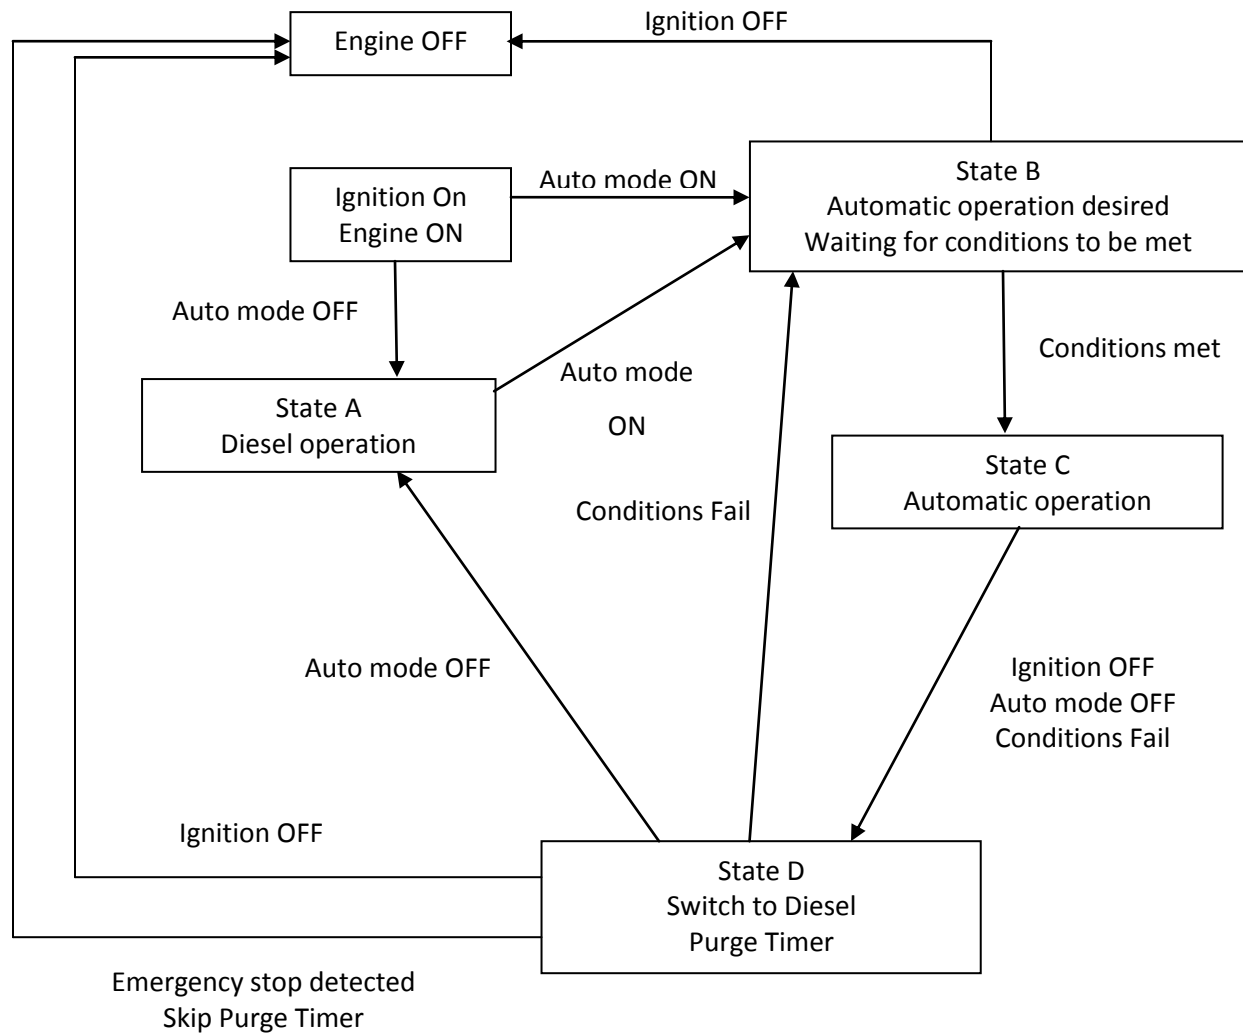 Ignition OFF
Engine OFF
Ignition On
Engine ON
Auto mode ON
State B
Automatic operation desired
Waiting for conditions to be met
Auto mode OFF
Conditions met
State A
Diesel operation
Auto mode
ON
State C
Automatic operation
Conditions Fail
Auto mode OFF
Ignition OFF
Auto mode OFF
Conditions Fail
Ignition OFF
State D
Switch to Diesel
Purge Timer
Emergency stop detected
Skip Purge Timer